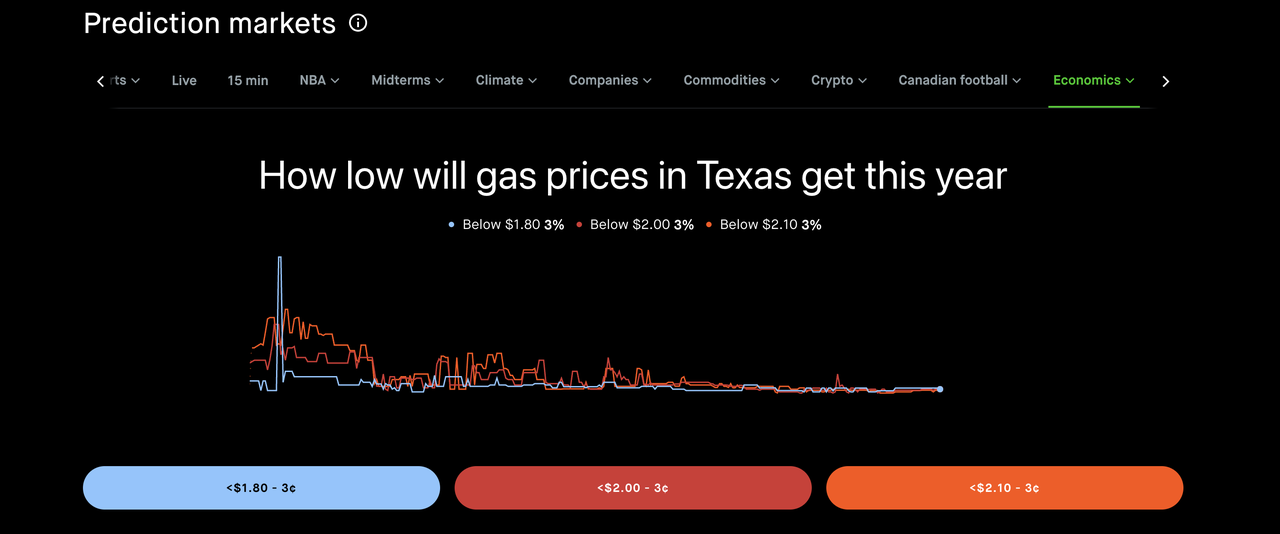 Prediction markets
rts Live 15 min NBA Midterms Climate Companies Commodities Crypto Canadian football Economics
How low will gas prices in Texas get this year
Below $1.80 3% Below $2.00 3% Below $2.10 3%
<$1.80 - 3¢ <$2.00 - 3¢ <$2.10 - 3¢